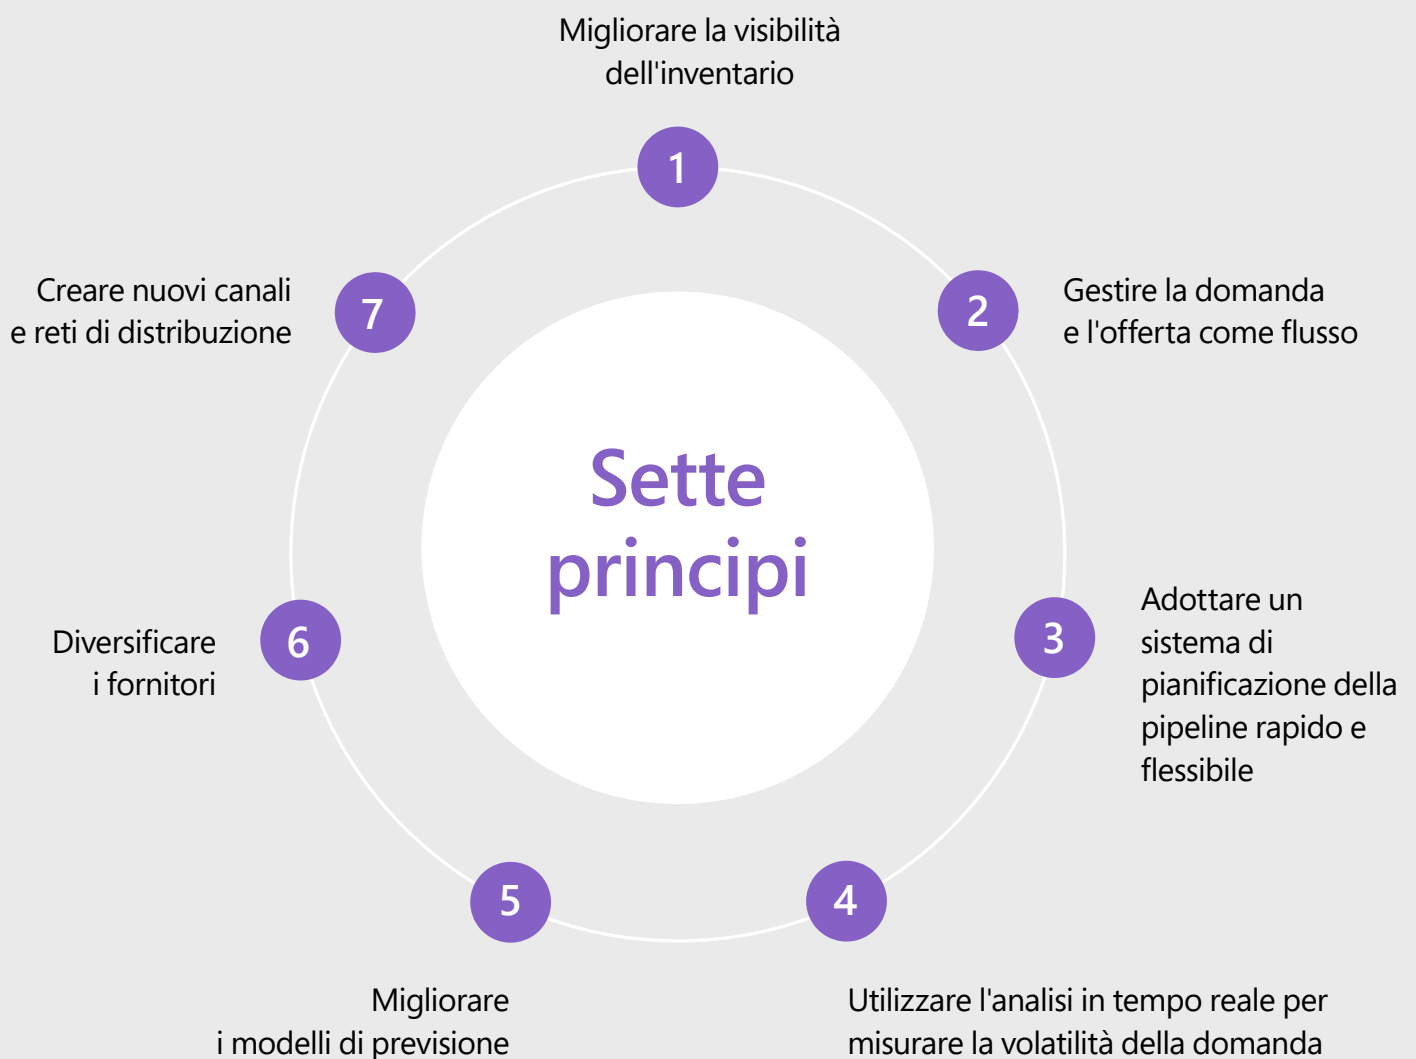 Migliorare la visibilità
dell'inventario
1
2
Gestire la domanda
e l'offerta come flusso
3
Adottare un
sistema di
pianificazione della
pipeline rapido e
flessibile
4
Utilizzare l'analisi in tempo reale per
misurare la volatilità della domanda
5
Migliorare
i modelli di previsione
6
Diversificare
i fornitori
7
Creare nuovi canali
e reti di distribuzione
Sette
principi